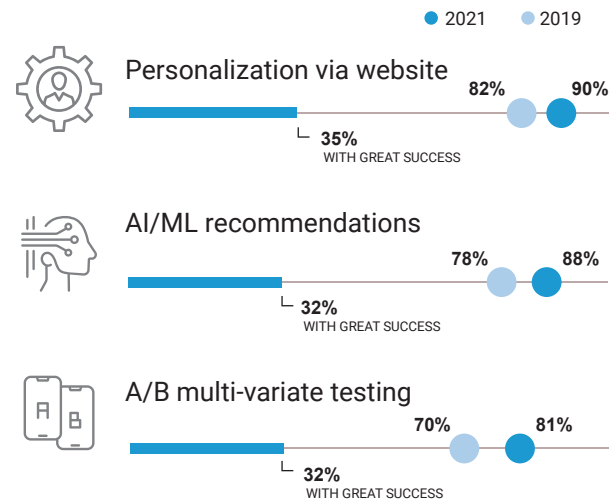 2021 2019
Personalization via website
82% 90%
35%
WITH GREAT SUCCESS
AI/ML recommendations
78% 88%
32%
WITH GREAT SUCCESS
A/B multi-variate testing
A B
70% 81%
32%
WITH GREAT SUCCESS